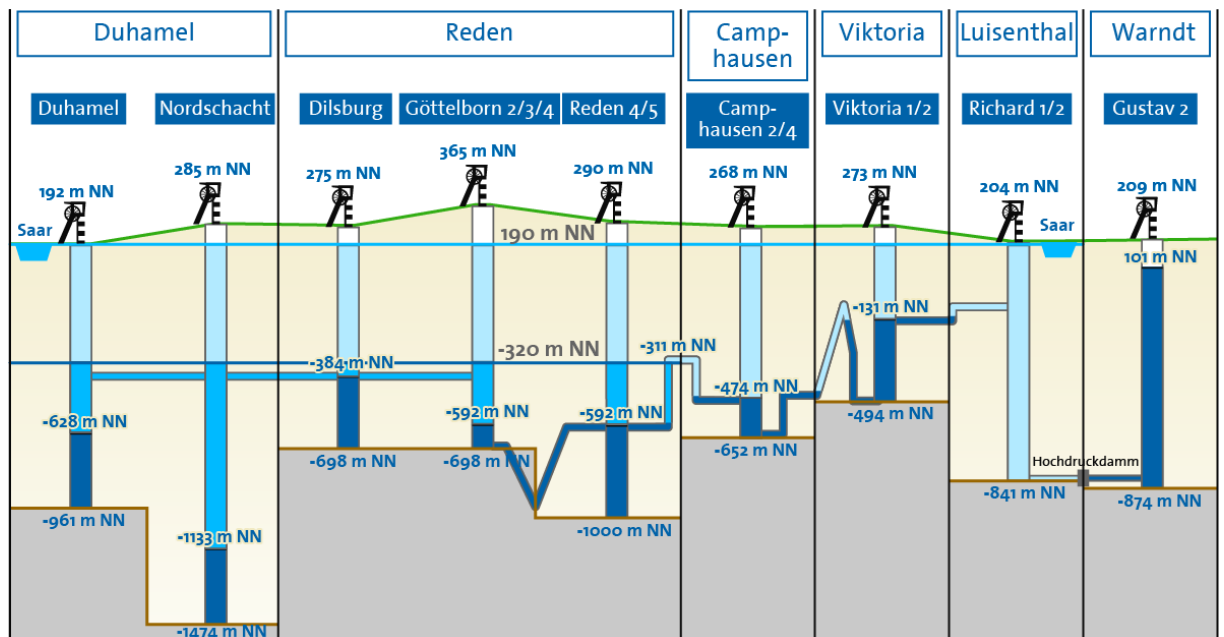 Duhamel
Reden
Camp-
hausen
Viktoria
Luisenthal
Warndt
Duhamel
Nordschacht
Dilsburg
Göttelborn 2/3/4
Reden 4/5
Camp-
hausen 2/4
Viktoria 1/2
Richard 1/2
Gustav 2
192 m NN
285 m NN
275 m NN
365 m NN
290 m NN
268 m NN
273 m NN
204 m NN
209 m NN
Saar
190 m NN
Saar
101 m NN
-131 m NN
-320 m NN
-311 m NN
-384 m NN
-474 m NN
-628 m NN
-592 m NN
-592 m NN
-494 m NN
-698 m NN
-698 m NN
-652 m NN
Hochdruckdamm
-841 m NN
-874 m NN
-961 m NN
-1133 m NN
-1000 m NN
-1474 m NN